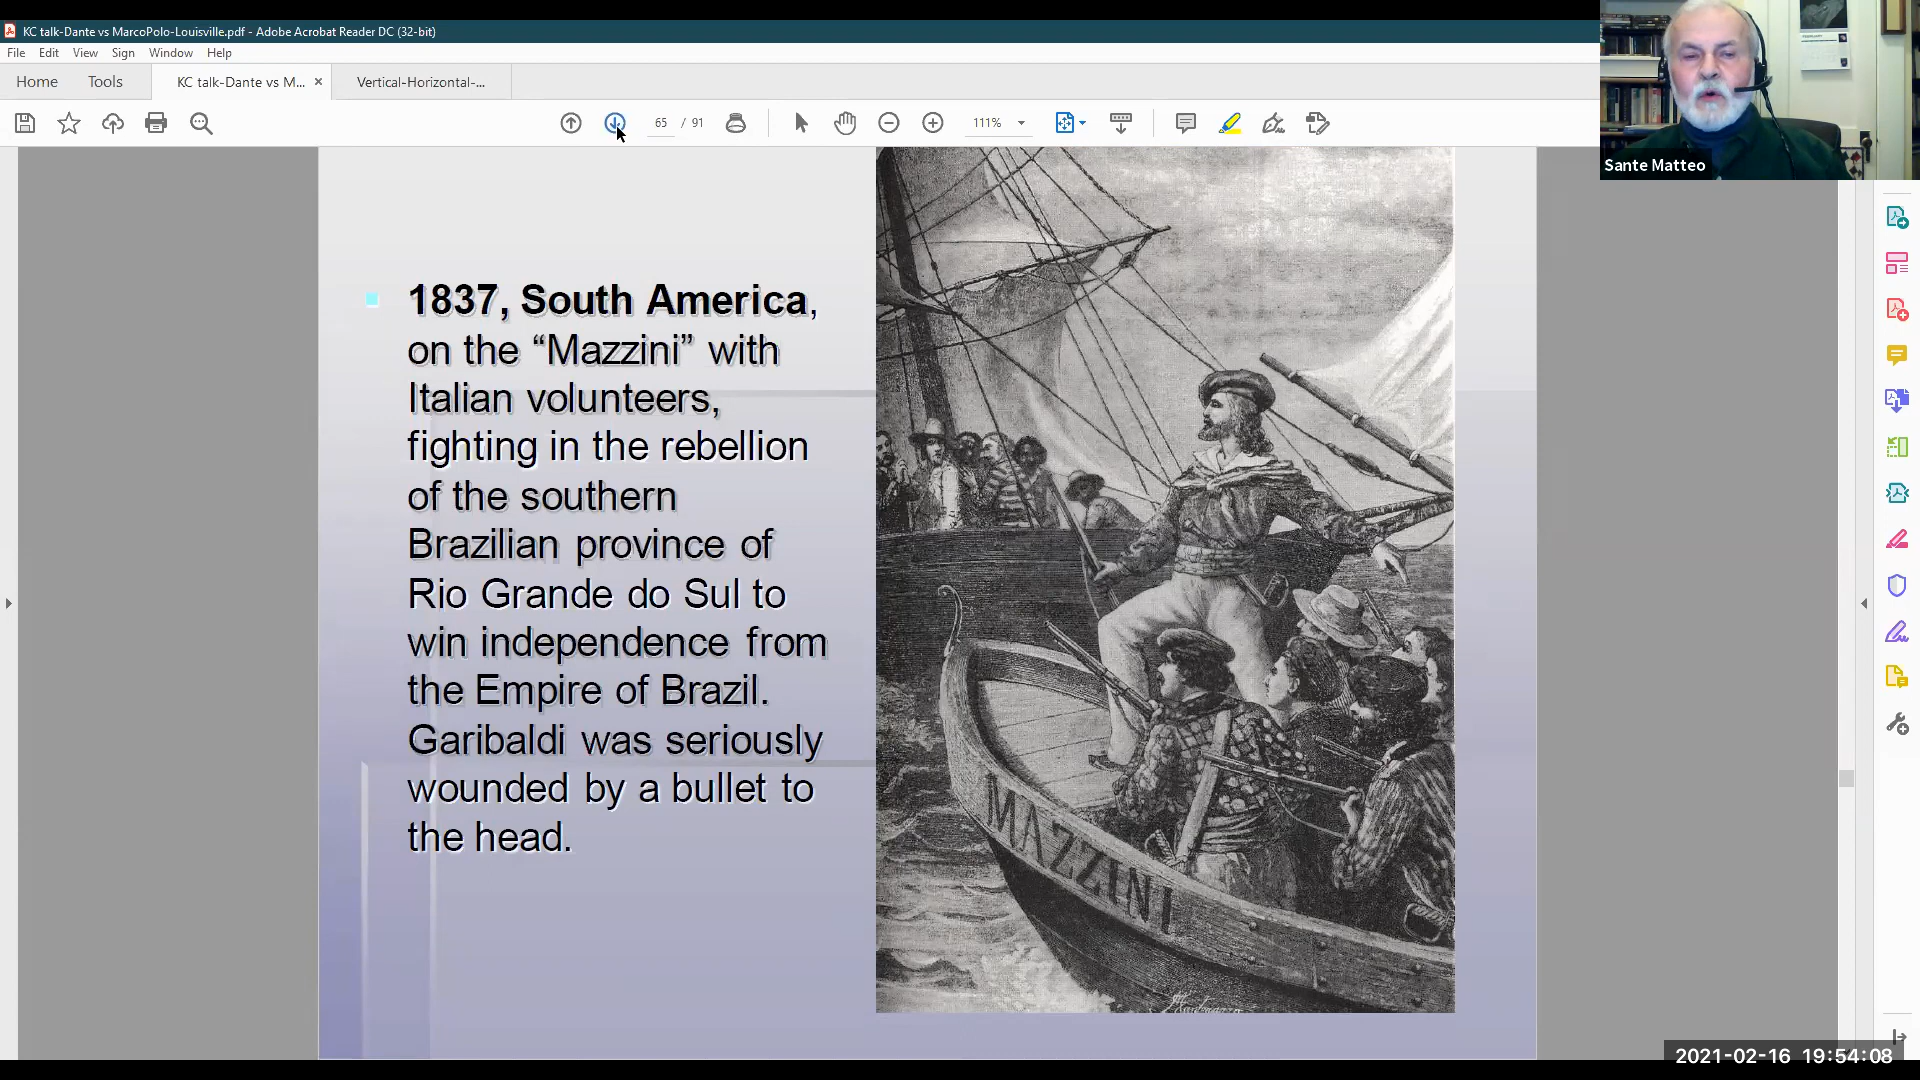 KC talk-Dante vs MarcoPolo-Louisville.pdf - Adobe Acrobat Reader DC (32-bit)
File Edit View Sign Window Help
Home Tools KC talk-Dante vs M... × Vertical-Horizontal-...
65 / 91 111%
Sante Matteo
1837, South America,
on the “Mazzini” with
Italian volunteers,
fighting in the rebellion
of the southern
Brazilian province of
Rio Grande do Sul to
win independence from
the Empire of Brazil.
Garibaldi was seriously
wounded by a bullet to
the head.
MAZZINI
2021-02-16 19:54:08